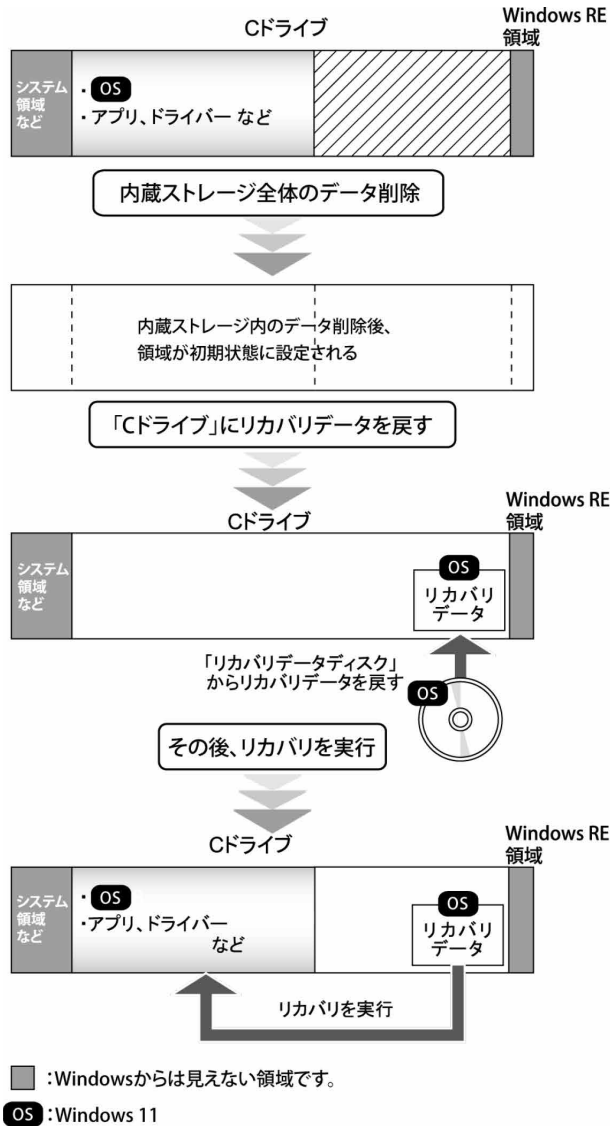 Cドライブ
Windows RE
領域
システム
領域
など
・OS
・アプリ、ドライバー など
内蔵ストレージ全体のデータ削除
内蔵ストレージ内のデータ削除後、
領域が初期状態に設定される
「Cドライブ」にリカバリデータを戻す
Cドライブ
Windows RE
領域
システム
領域
など
OS
リカバリ
データ
「リカバリデータディスク」
からリカバリデータを戻す
OS
その後、リカバリを実行
Cドライブ
Windows RE
領域
システム
領域
など
・OS
・アプリ、ドライバー
など
OS
リカバリ
データ
リカバリを実行
:Windowsからは見えない領域です。
OS:Windows 11